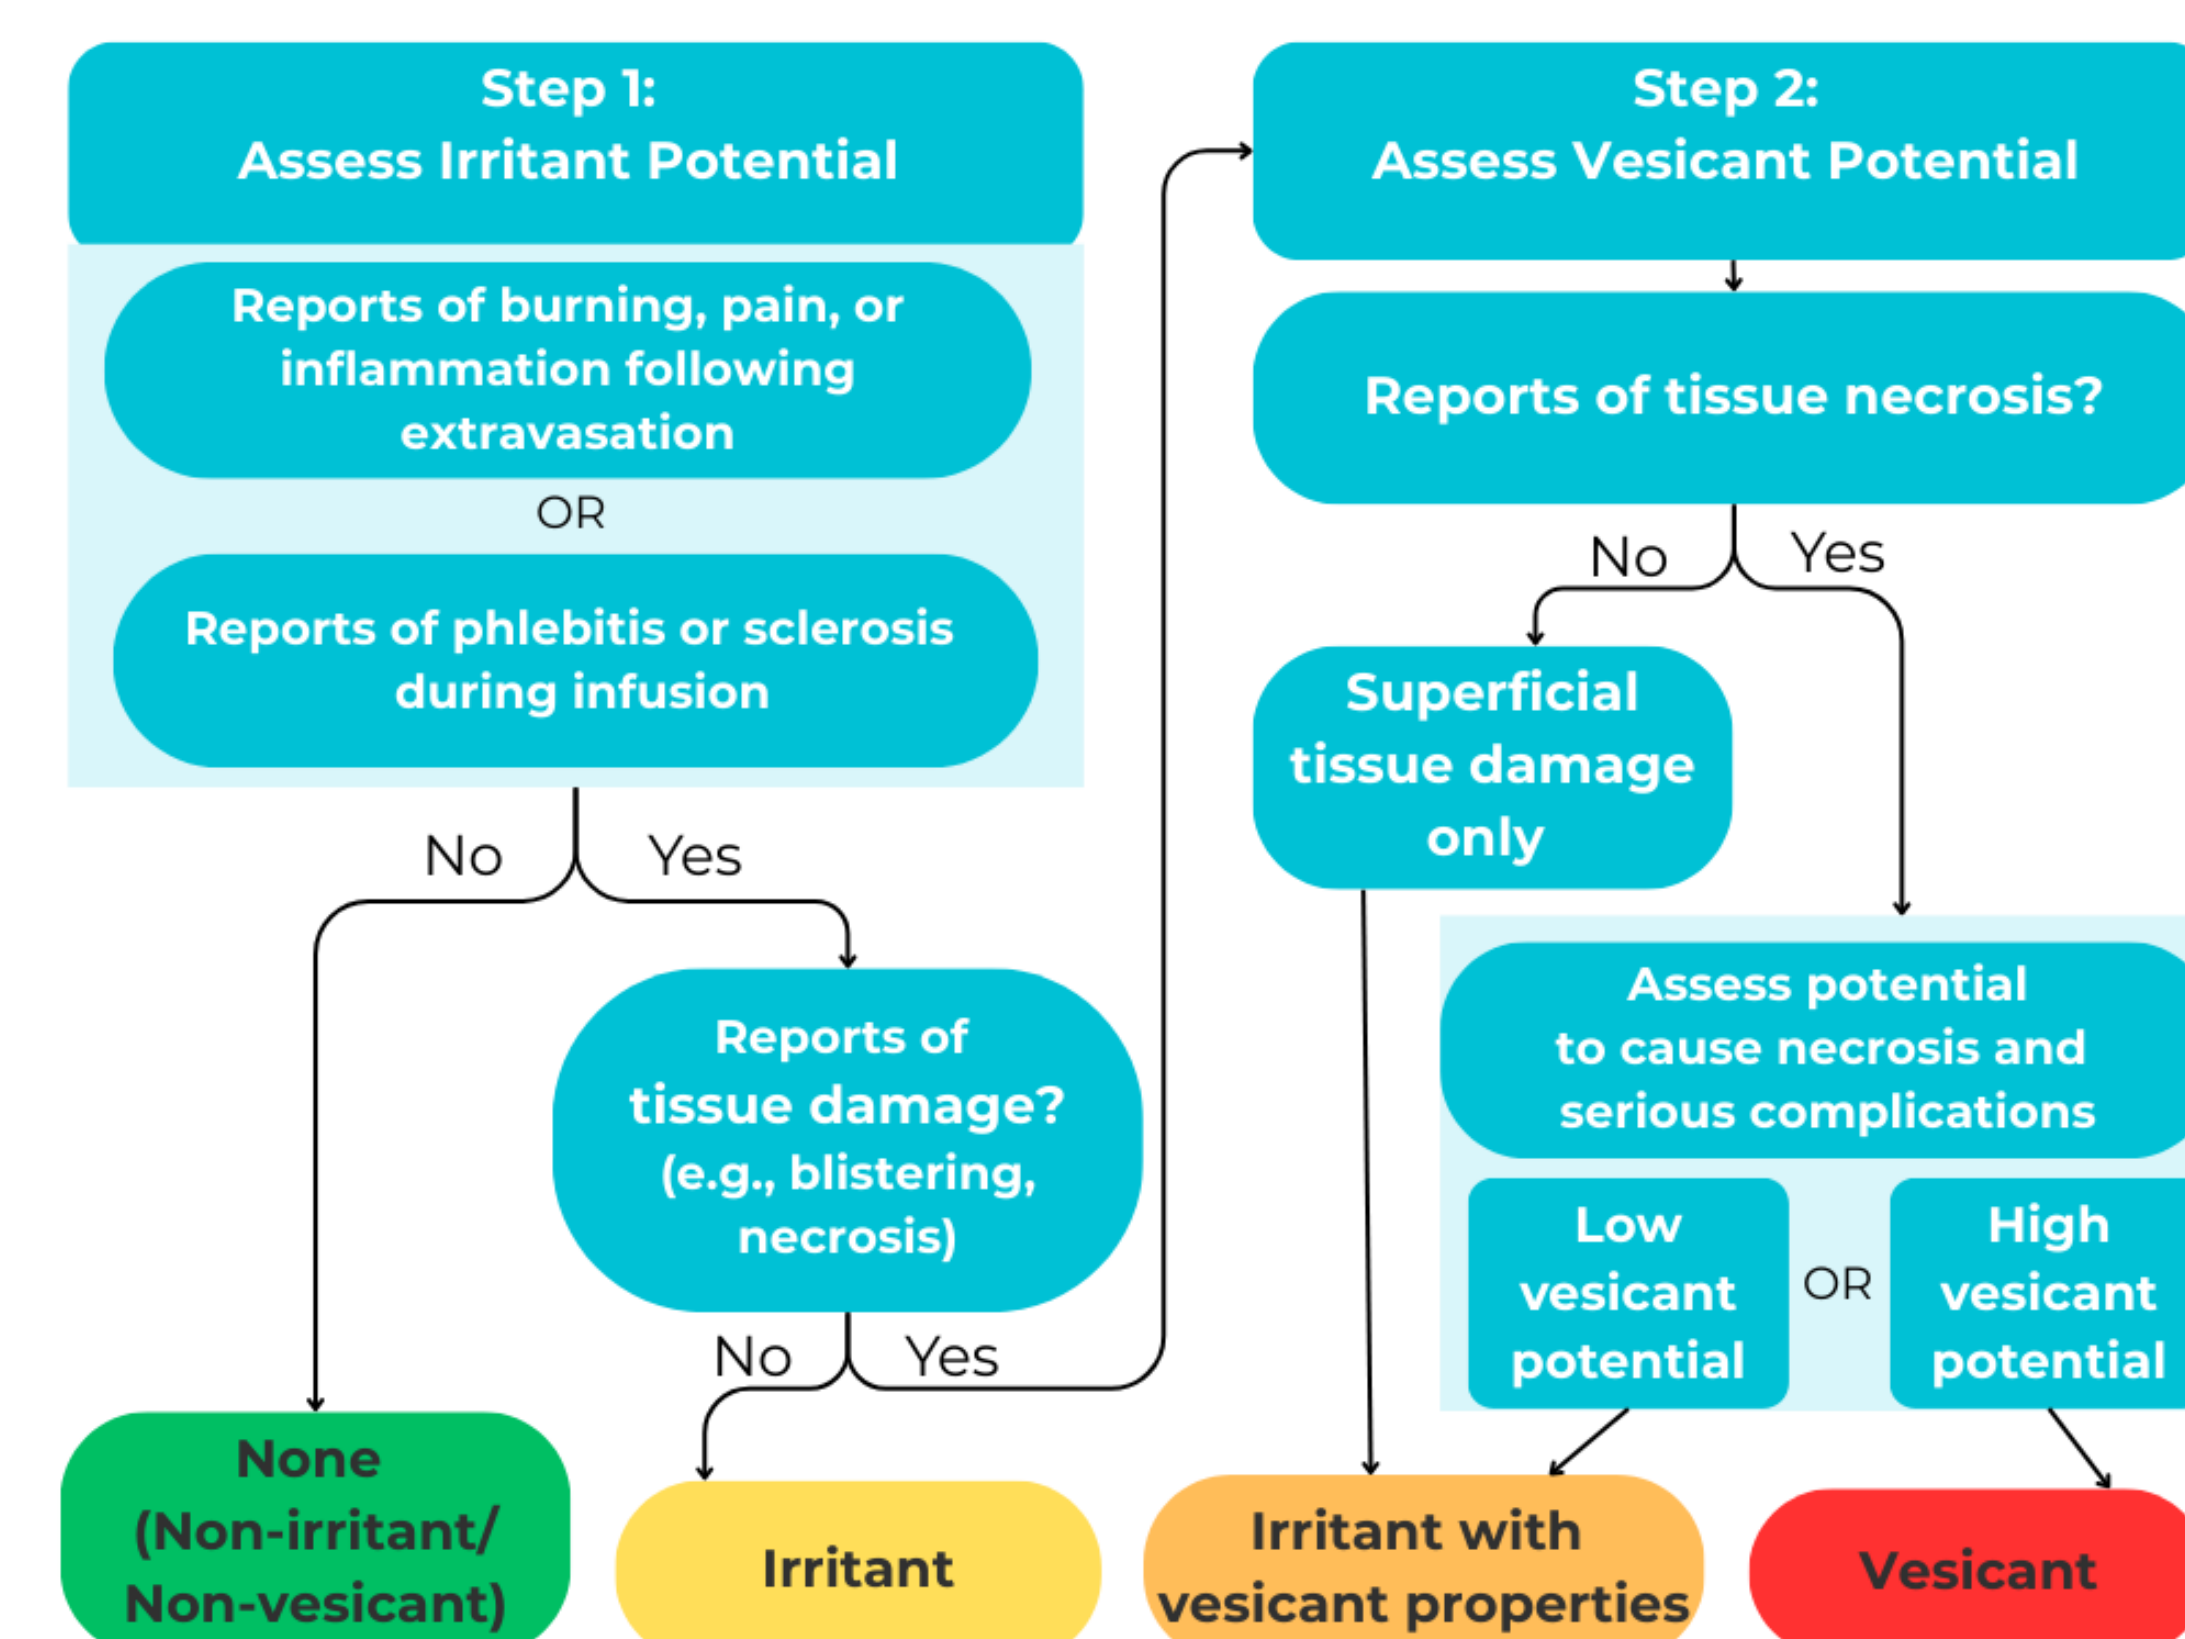 Step 1:
Assess Irritant Potential
Reports of burning, pain, or
inflammation following
extravasation
OR
Reports of phlebitis or sclerosis
during infusion
No
Yes
Reports of
tissue damage?
(e.g., blistering,
necrosis)
No
Yes
None
(Non-irritant/
Non-vesicant)
Irritant
Step 2:
Assess Vesicant Potential
Reports of tissue necrosis?
No
Yes
Superficial
tissue damage
only
Assess potential
to cause necrosis and
serious complications
Low
vesicant
potential
OR
High
vesicant
potential
Irritant with
vesicant properties
Vesicant